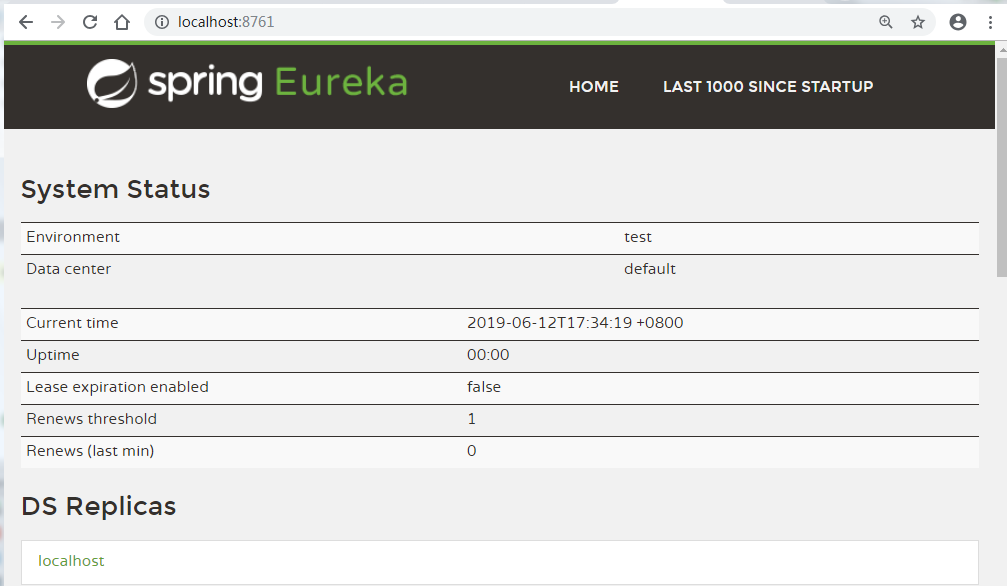 localhost:8761
spring Eureka HOME LAST 1000 SINCE STARTUP
System Status
Environment test
Data center default
Current time 2019-06-12T17:34:19 +0800
Uptime 00:00
Lease expiration enabled false
Renews threshold 1
Renews (last min) 0
DS Replicas
localhost